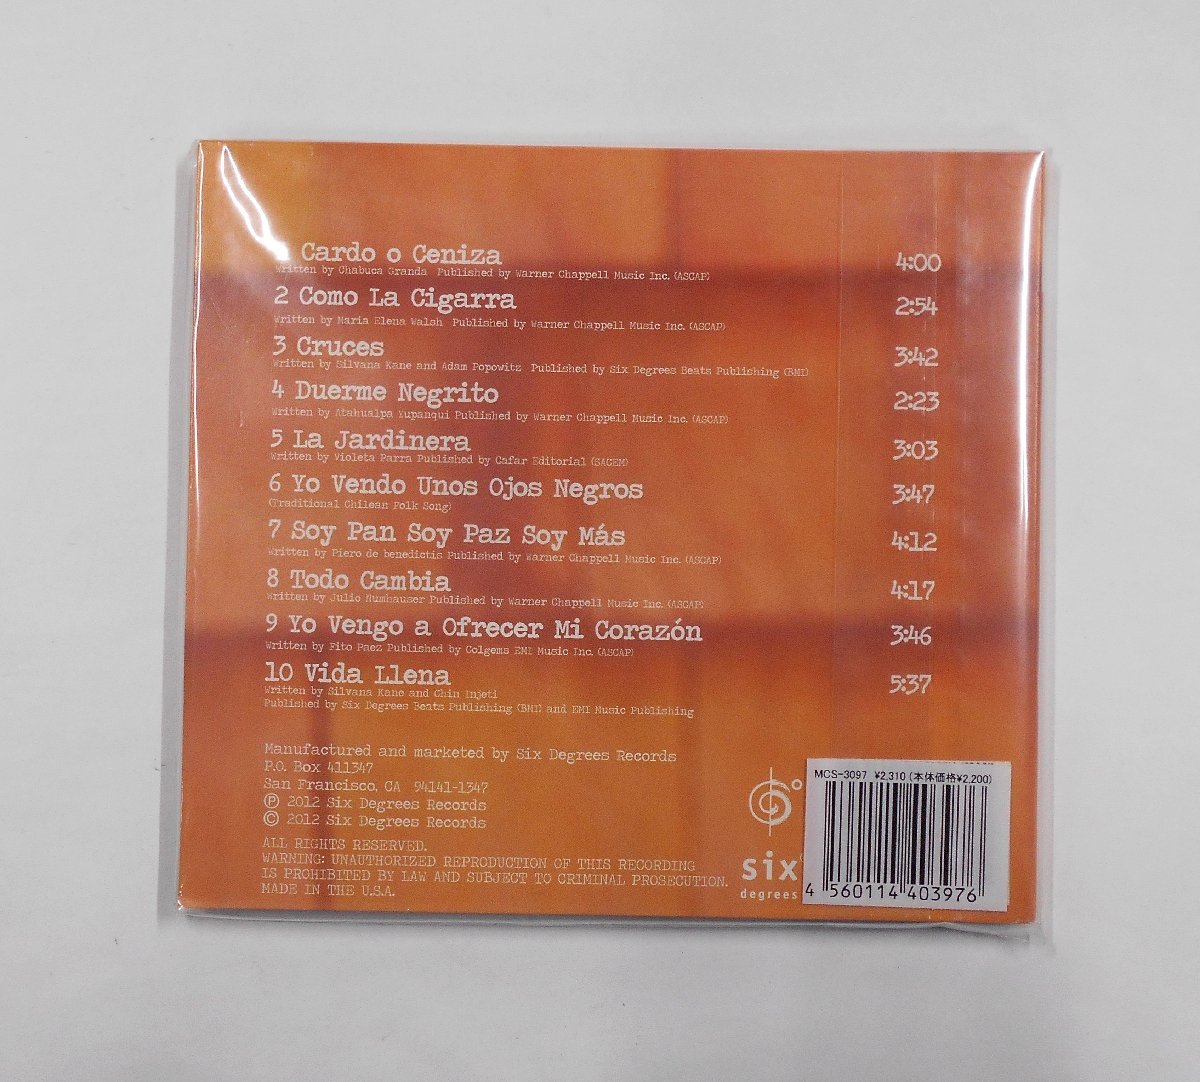 1 Cardo o Ceniza 4:00
Written by Chabuca Granda Published by Warner Chappell Music Inc. (ASCAP)
2 Como La Cigarra 2:54
Written by Maria Elena Walsh Published by Warner Chappell Music Inc. (ASCAP)
3 Cruces 3:42
Written by Silvana Kane and Adam Popowitz Published by Six Degrees Beats Publishing (BMI)
4 Duerme Negrito 2:23
Written by Atahualpa Yupanqui Published by Warner Chappell Music Inc. (ASCAP)
5 La Jardinera 3:03
Written by Violeta Parra Published by Cafar Editorial (SACEM)
6 Yo Vendo Unos Ojos Negros 3:47
(Traditional Chilean Folk Song)
7 Soy Pan Soy Paz Soy Más 4:12
Written by Piero de benedictis Published by Warner Chappell Music Inc. (ASCAP)
8 Todo Cambia 4:17
Written by Julio Numhauser Published by Warner Chappell Music Inc. (ASCAP)
9 Yo Vengo a Ofrecer Mi Corazón 3:46
Written by Fito Paez Published by Colgems EMI Music Inc. (ASCAP)
10 Vida Llena 5:37
Written by Silvana Kane and Chin Injeti
Published by Six Degrees Beats Publishing (BMI) and EMI Music Publishing
Manufactured and marketed by Six Degrees Records
P.O. Box 411347
San Francisco, CA 94141-1347
Ⓟ 2012 Six Degrees Records
© 2012 Six Degrees Records
ALL RIGHTS RESERVED.
WARNING: UNAUTHORIZED REPRODUCTION OF THIS RECORDING
IS PROHIBITED BY LAW AND SUBJECT TO CRIMINAL PROSECUTION.
MADE IN THE U.S.A.
six
degrees
MCS-3097 ¥2,310 (本体価格¥2,200)
4 560114 403976